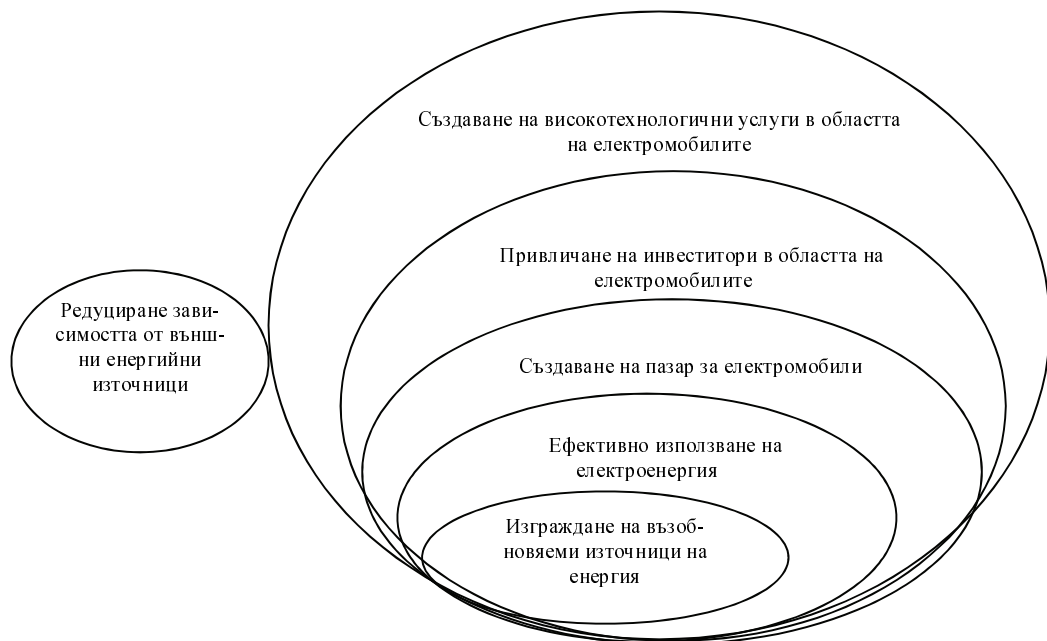 Създаване на високотехнологични услуги в областта
на електромобилите
Привличане на инвеститори в областта на
електромобилите
Редуциране зави-
симостта от външ-
ни енергийни
източници
Създаване на пазар за електромобили
Ефективно използване на
електроенергия
Изграждане на възоб-
новяеми източници на
енергия